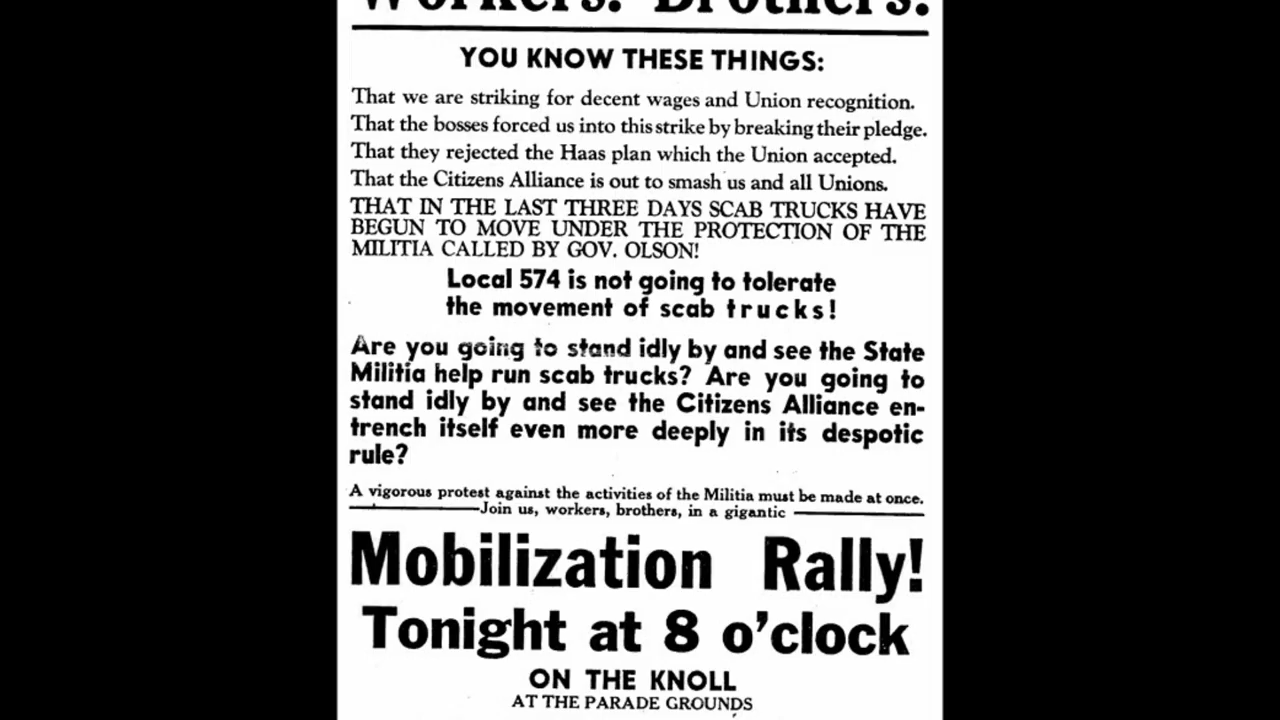 Workers! Brothers!
YOU KNOW THESE THINGS:
That we are striking for decent wages and Union recognition.
That the bosses forced us into this strike by breaking their pledge.
That they rejected the Haas plan which the Union accepted.
That the Citizens Alliance is out to smash us and all Unions.
THAT IN THE LAST THREE DAYS SCAB TRUCKS HAVE
BEGUN TO MOVE UNDER THE PROTECTION OF THE
MILITIA CALLED BY GOV. OLSON!
Local 574 is not going to tolerate
the movement of scab trucks!
Are you going to stand idly by and see the State
Militia help run scab trucks? Are you going to
stand idly by and see the Citizens Alliance en-
trench itself even more deeply in its despotic
rule?
A vigorous protest against the activities of the Militia must be made at once.
Join us, workers, brothers, in a gigantic
Mobilization Rally!
Tonight at 8 o'clock
ON THE KNOLL
AT THE PARADE GROUNDS